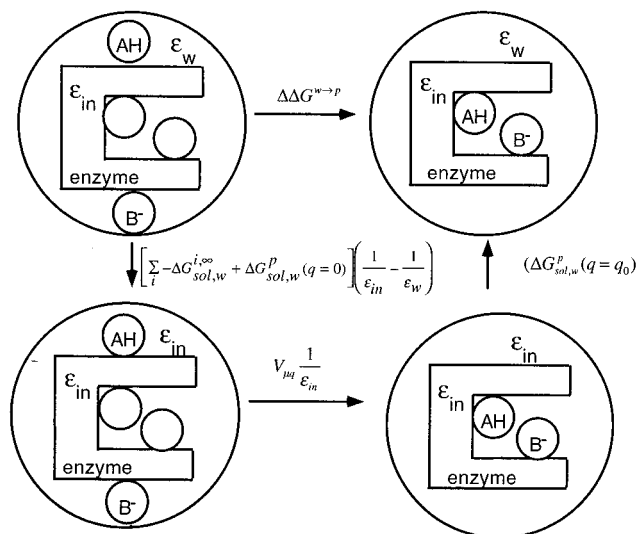 AH
ε_w
ε_in
enzyme
B⁻
ΔΔG^{w→p}
ε_w
ε_in
AH
B⁻
enzyme
[∑_i −ΔG^{i,∞}_{sol,w} + ΔG^p_{sol,w}(q=0)](1/ε_in − 1/ε_w)
(ΔG^p_{sol,w}(q=q_0)
AH
ε_in
ε_in
enzyme
B⁻
V_{μq} 1/ε_in
ε_in
ε_in
AH
B⁻
enzyme